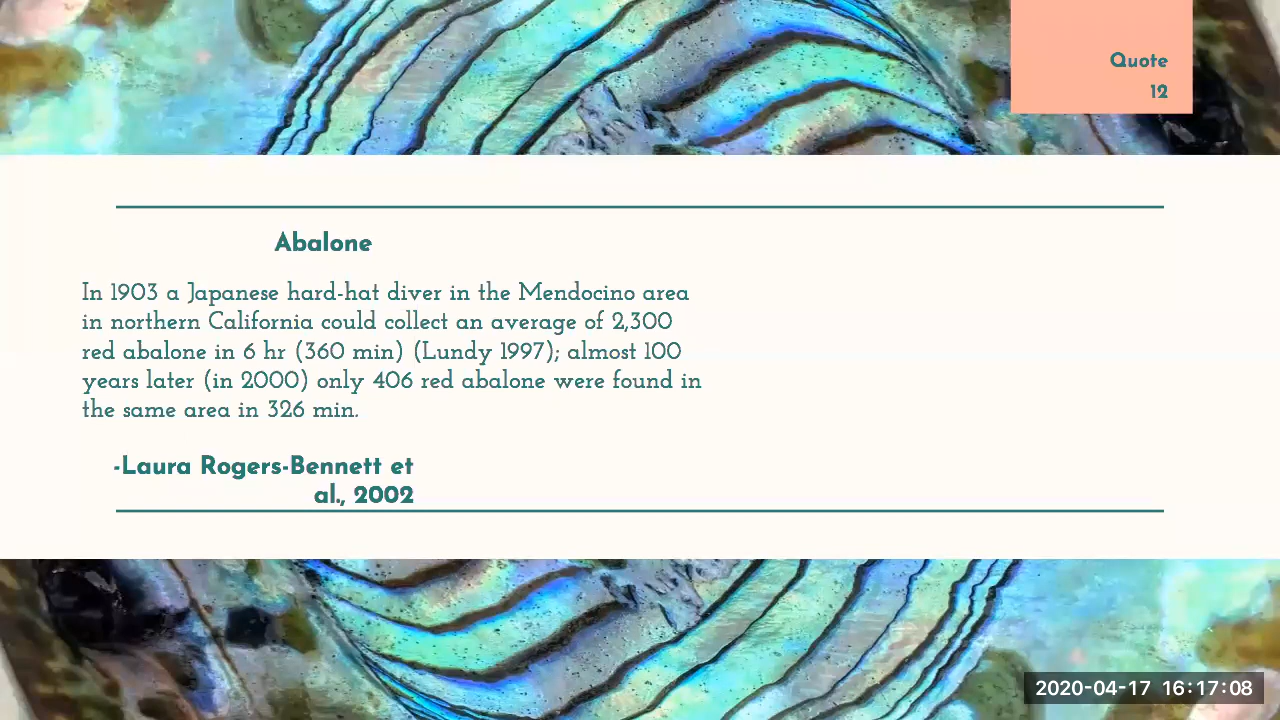 Quote
12
Abalone
In 1903 a Japanese hard-hat diver in the Mendocino area
in northern California could collect an average of 2,300
red abalone in 6 hr (360 min) (Lundy 1997); almost 100
years later (in 2000) only 406 red abalone were found in
the same area in 326 min.
-Laura Rogers-Bennett et
al., 2002
2020-04-17 16:17:08